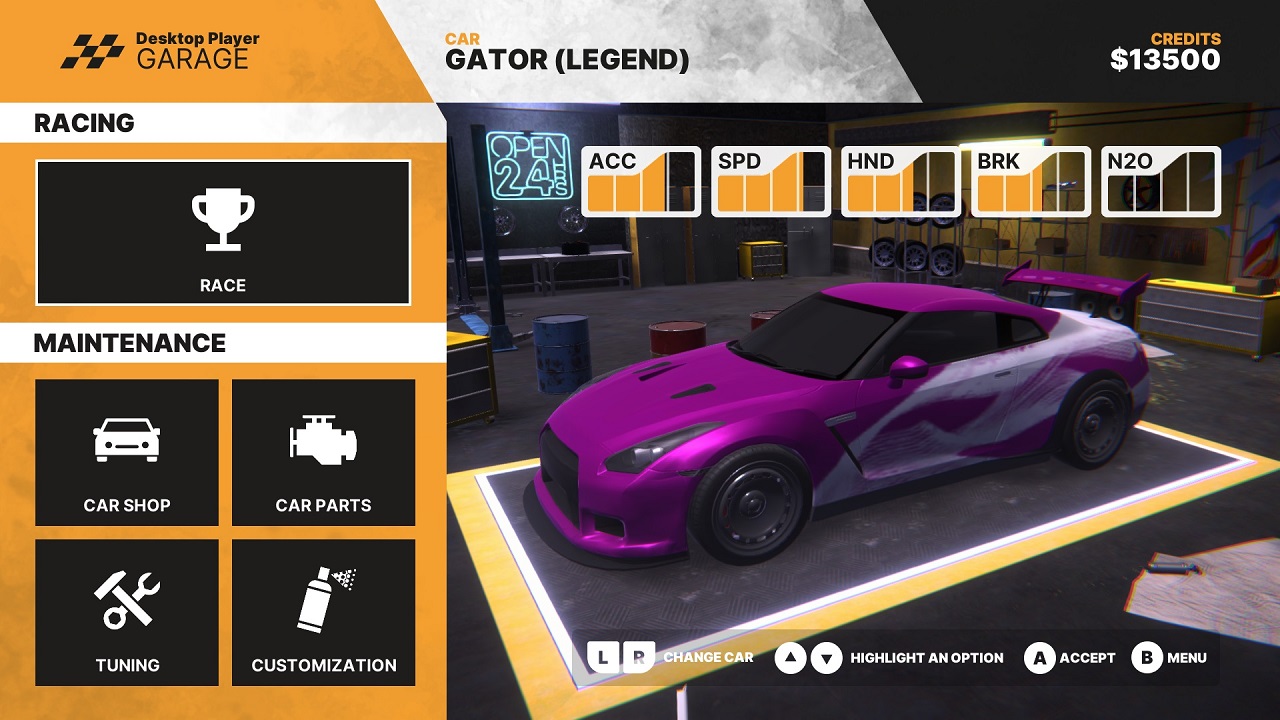 Desktop Player
GARAGE
CAR
GATOR (LEGEND)
CREDITS
$13500
RACING
RACE
MAINTENANCE
CAR SHOP
CAR PARTS
TUNING
CUSTOMIZATION
OPEN
24
HRS
ACC
SPD
HND
BRK
N2O
L R CHANGE CAR
HIGHLIGHT AN OPTION
A ACCEPT
B MENU